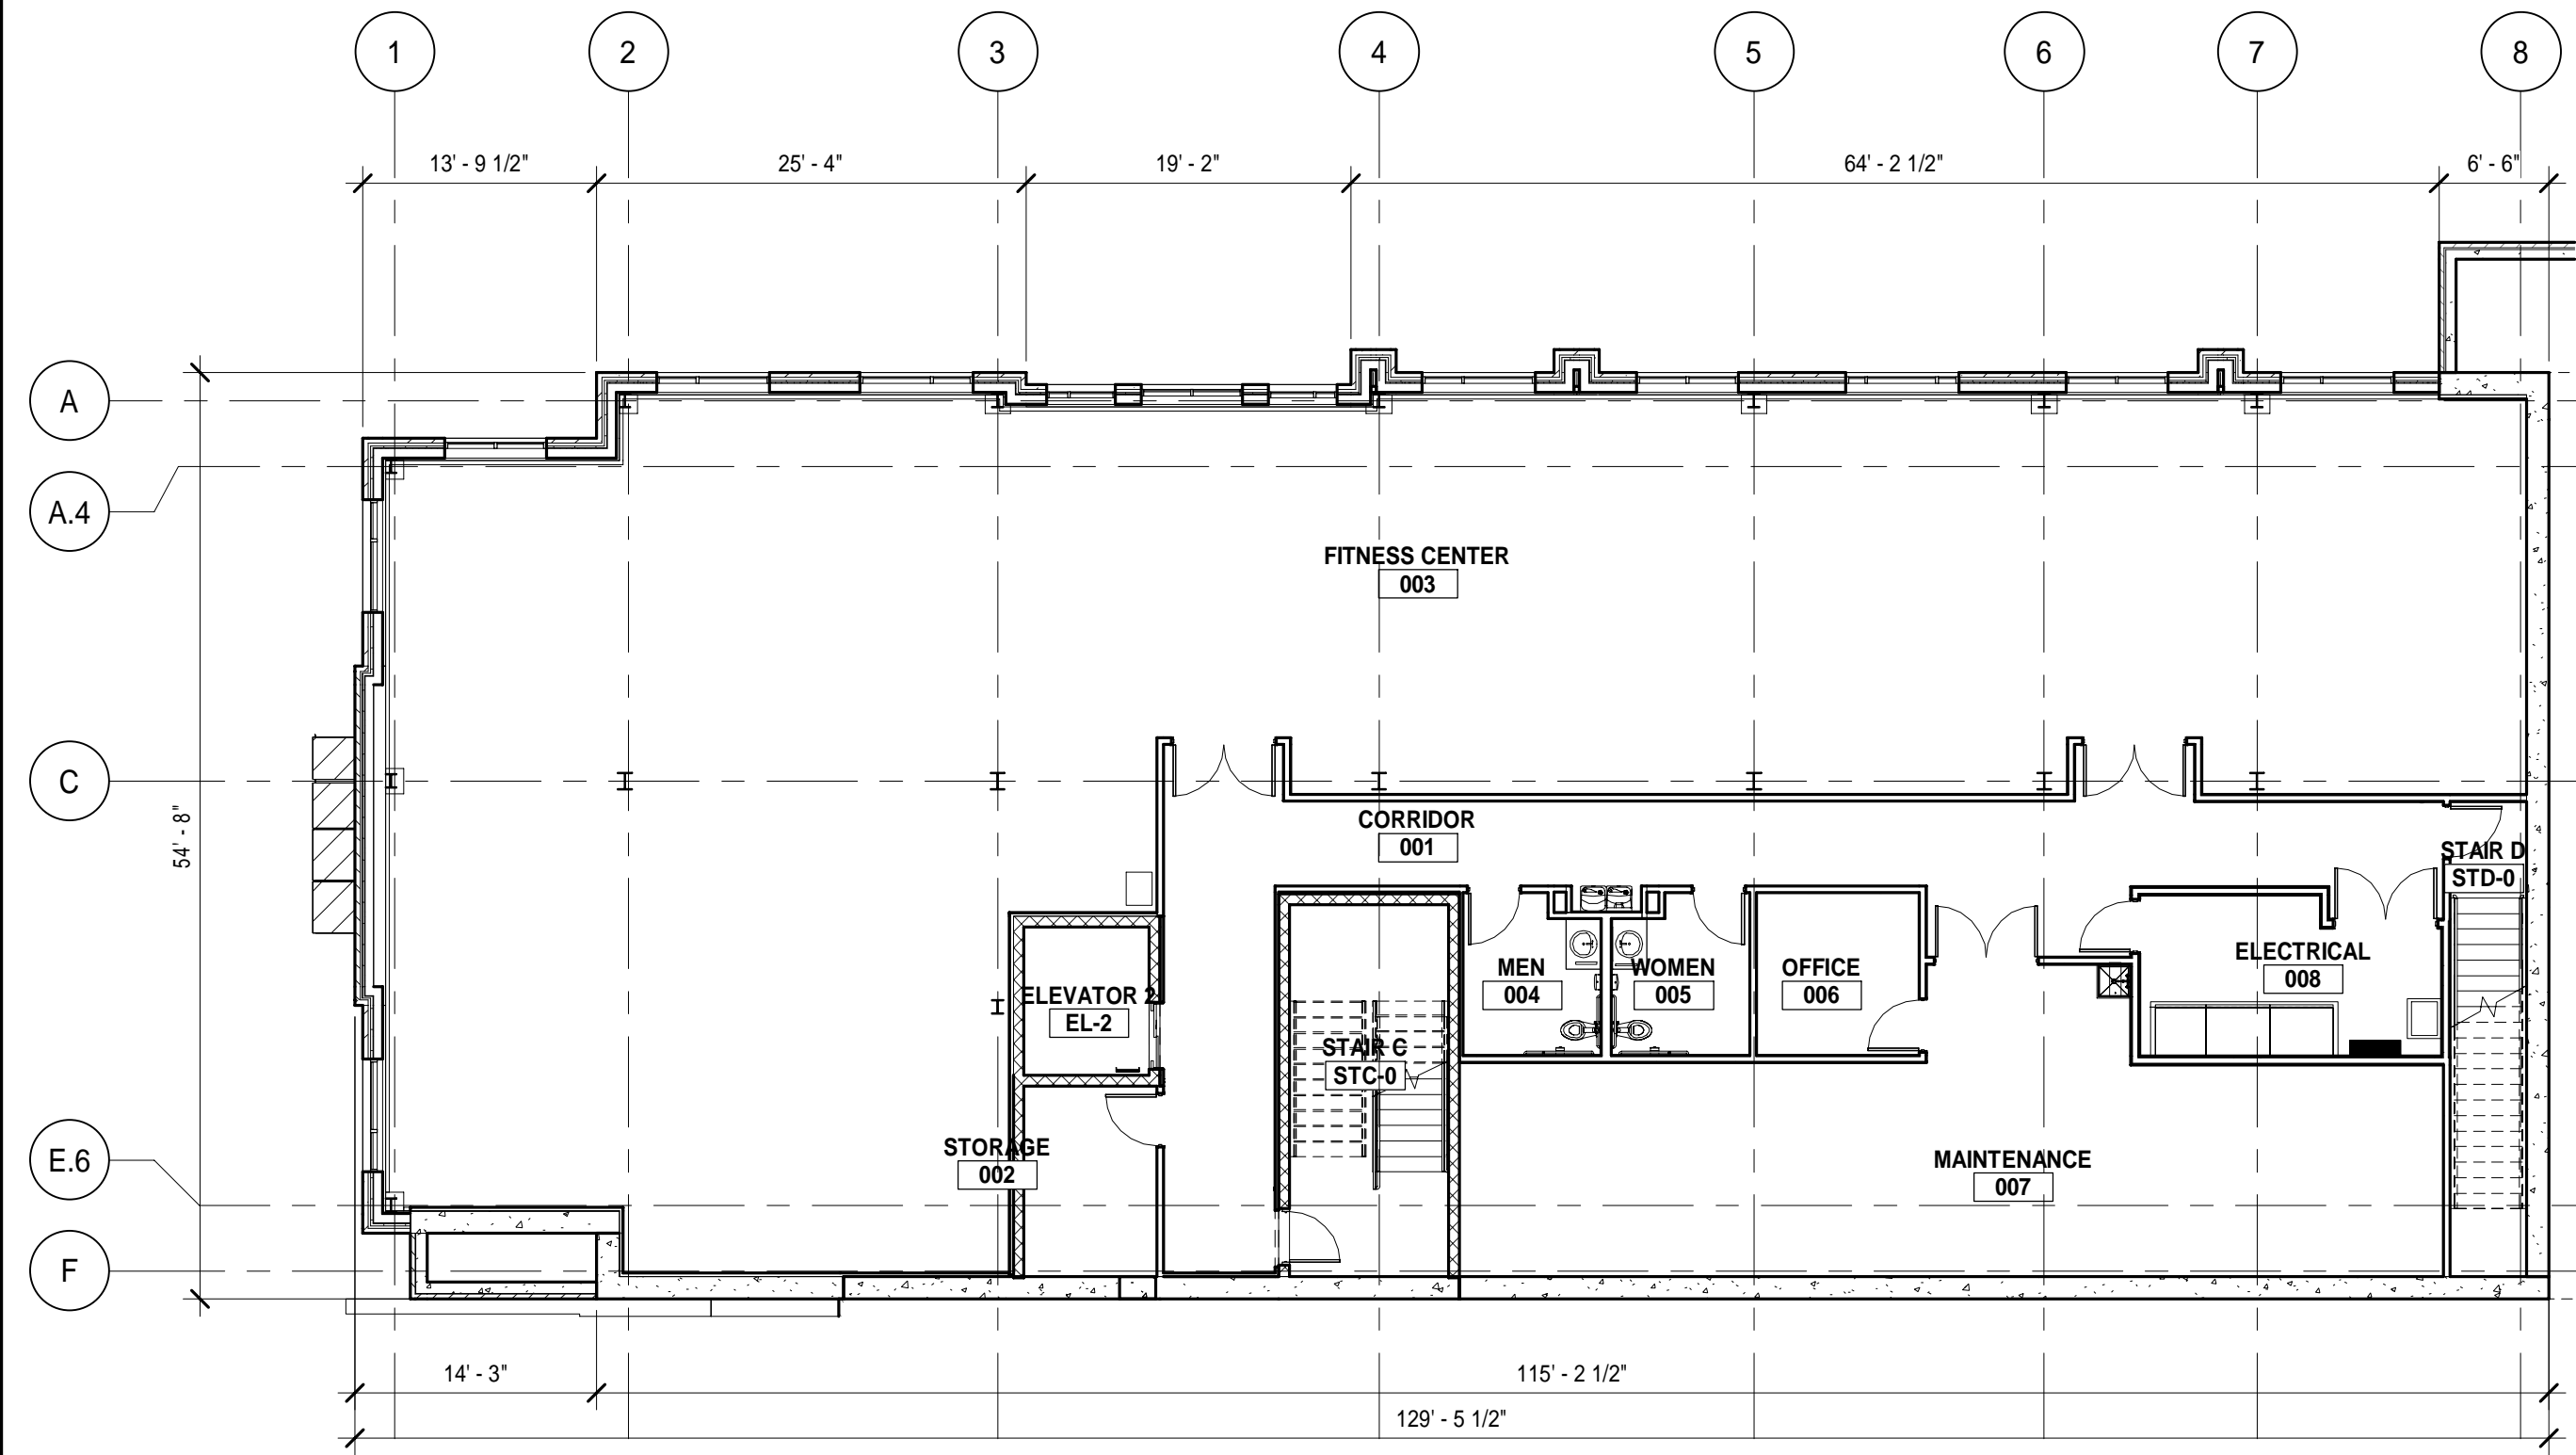 1 2 3 4 5 6 7 8
13' - 9 1/2" 25' - 4" 19' - 2" 64' - 2 1/2" 6' - 6"
A
A.4
FITNESS CENTER
003
C
54' - 8"
CORRIDOR
001
STAIR D
STD-0
ELECTRICAL
008
MEN
004
WOMEN
005
OFFICE
006
ELEVATOR 2
EL-2
STAIR C
STC-0
STORAGE
002
MAINTENANCE
007
E.6
F
14' - 3" 115' - 2 1/2"
129' - 5 1/2"